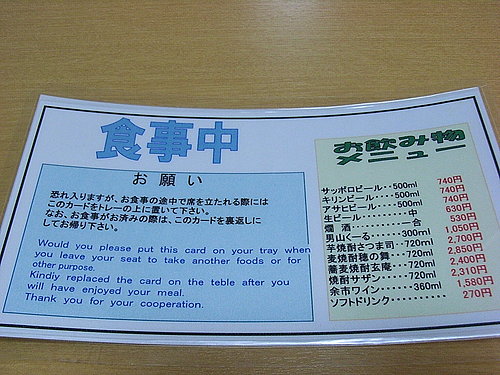 食事中
お 願 い
恐れ入りますが、お食事の途中で席を立たれる際には
このカードをトレーの上に置いて下さい。
なお、お食事がお済みの際は、このカードを裏返しに
してお帰り下さい。
Would you please put this card on your tray when
you leave your seat to take another foods or for
other purpose.
Kindly replaced the card on the teble after you
will have enjoyed your meal.
Thank you for your cooperation.
お飲み物
メニュー
サッポロビール・・500ml 740円
キリンビール・・・・500ml 740円
アサヒビール・・・500ml 740円
生ビール・・・・・・・・中 630円
燗 酒・・・・・・・・・一合 530円
男山くーる・・・・・300ml 1,050円
芋焼酎さつま司・・720ml 2,700円
麦焼酎穂の舞・・・720ml 2,850円
蕎麦焼酎玄庵・・・720ml 2,400円
焼酎サザン・・・・・720ml 2,310円
余市ワイン・・・・・360ml 1,580円
ソフトドリンク・・・・・・・・・・ 270円